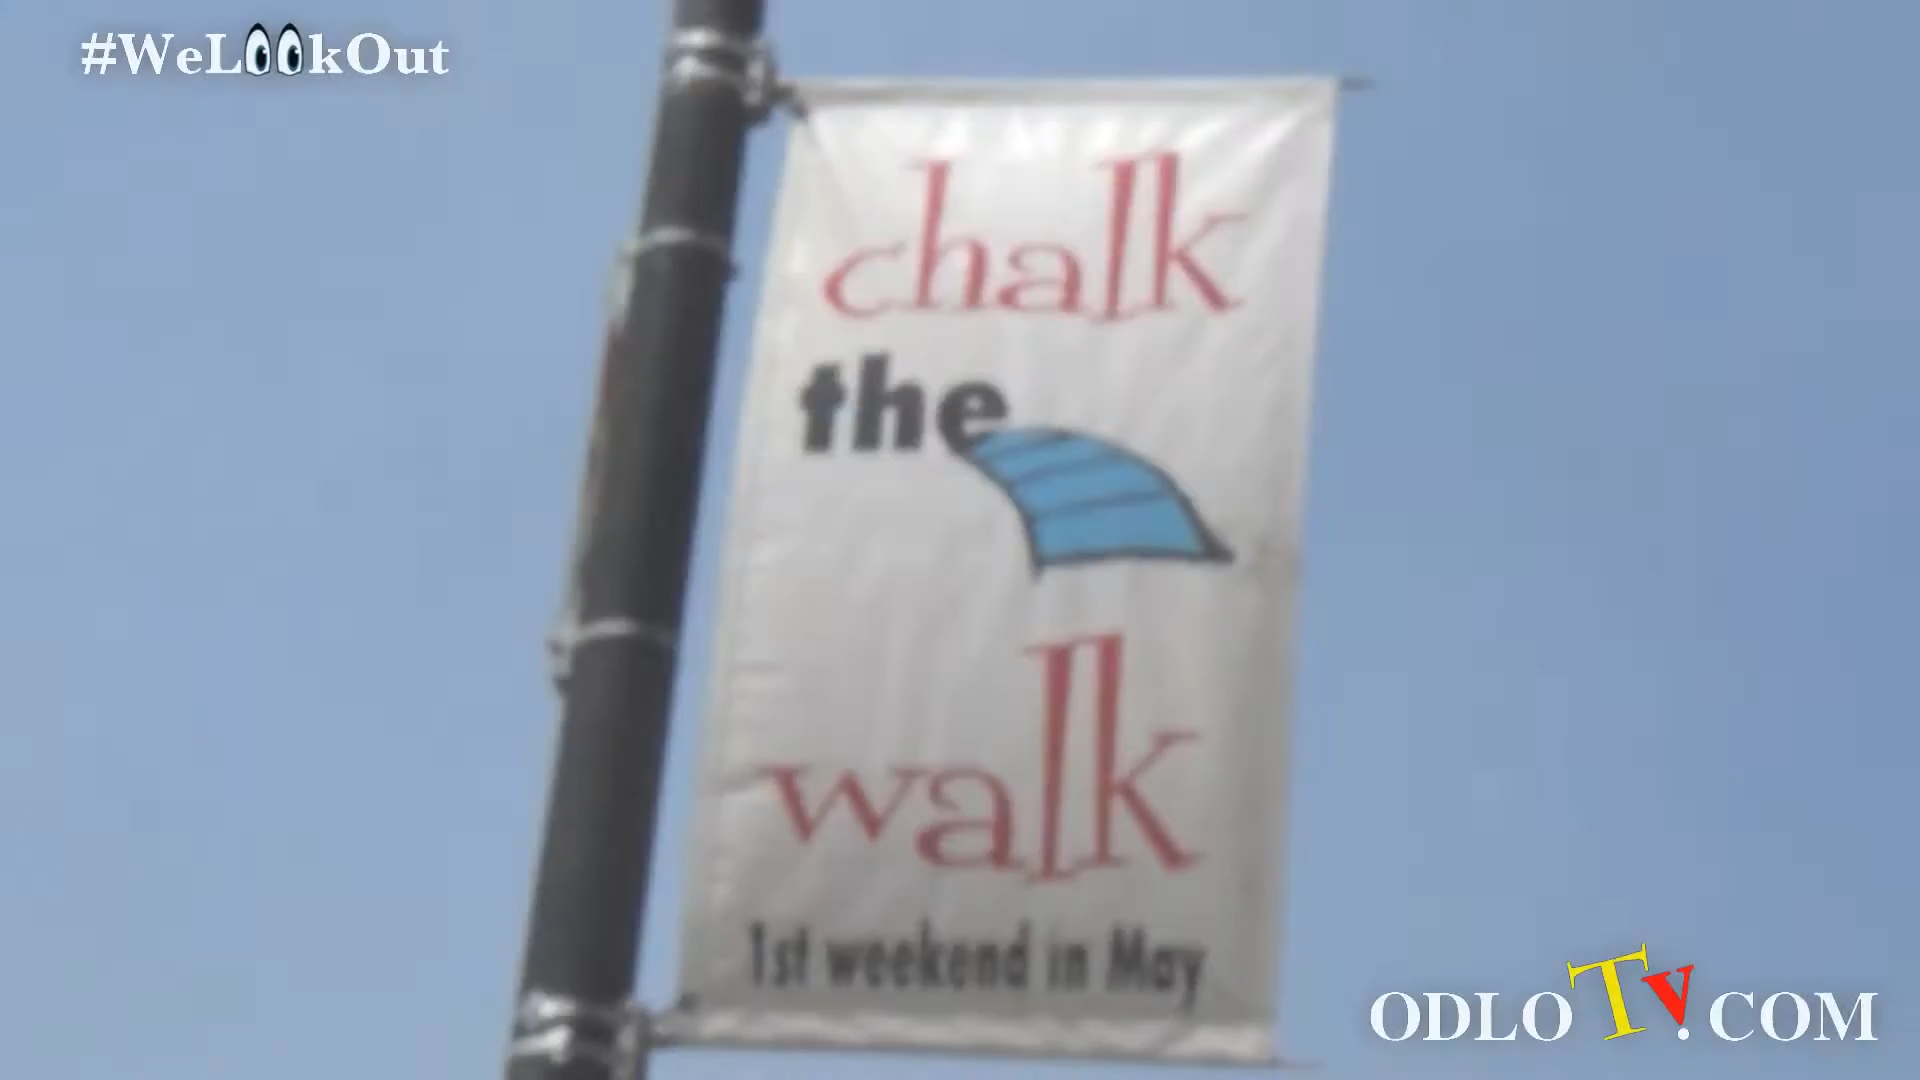 #WeLookOut
chalk
the
walk
1st weekend in May
ODLOTV.COM